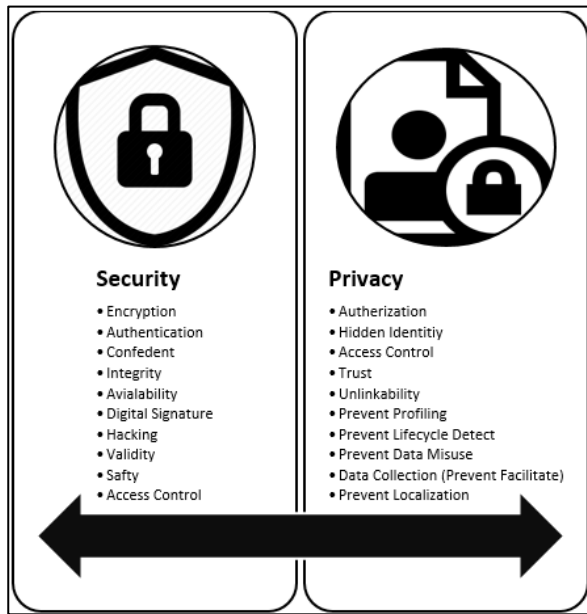 Security
• Encryption
• Authentication
• Confedent
• Integrity
• Avialability
• Digital Signature
• Hacking
• Validity
• Safty
• Access Control
Privacy
• Autherization
• Hidden Identitiy
• Access Control
• Trust
• Unlinkability
• Prevent Profiling
• Prevent Lifecycle Detect
• Prevent Data Misuse
• Data Collection (Prevent Facilitate)
• Prevent Localization